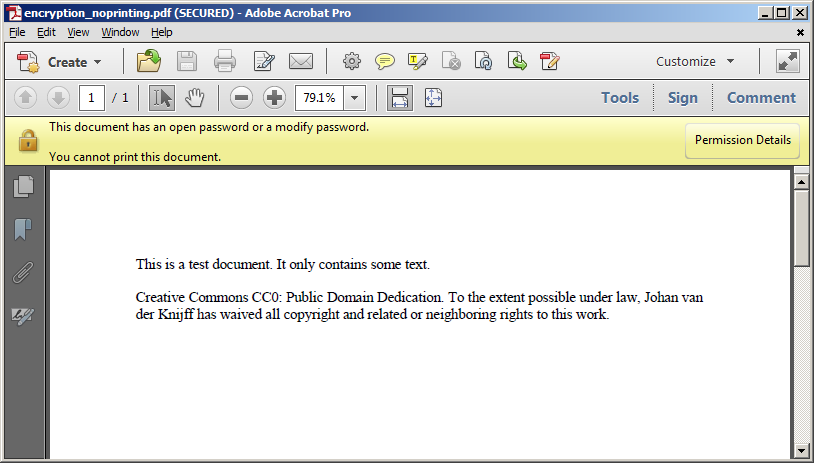 encryption_noprinting.pdf (SECURED) - Adobe Acrobat Pro
File Edit View Window Help
Create Customize
1 / 1 79.1% Tools Sign Comment
This document has an open password or a modify password.
You cannot print this document.
Permission Details
This is a test document. It only contains some text.
Creative Commons CC0: Public Domain Dedication. To the extent possible under law, Johan van
der Knijff has waived all copyright and related or neighboring rights to this work.